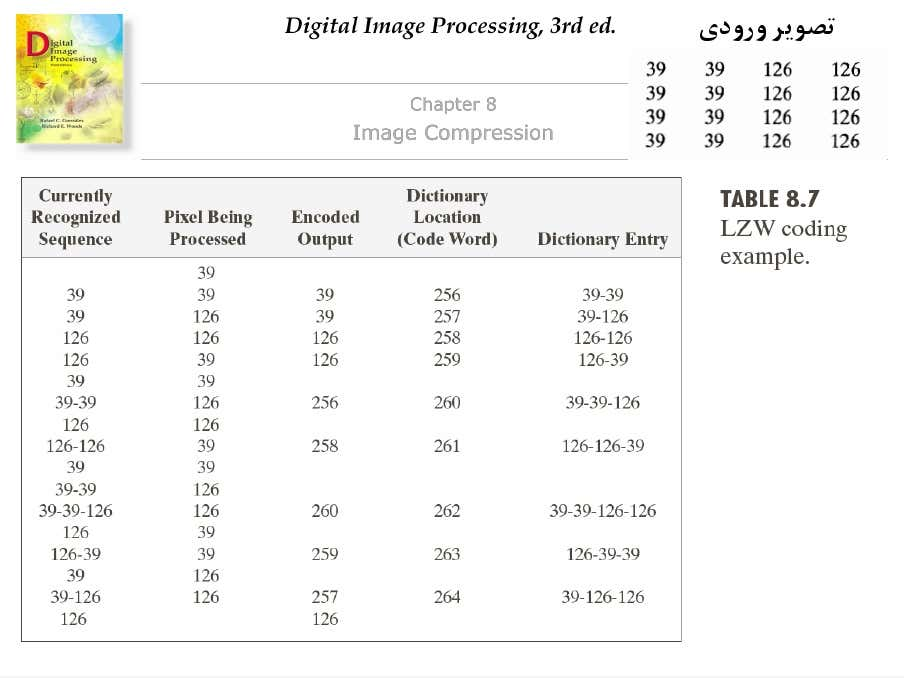 Digital Image Processing, 3rd ed.
Digital
Image
Processing
Rafael C. Gonzalez
Richard E. Woods
Chapter 8
Image Compression
تصویر ورودی
39 39 126 126
39 39 126 126
39 39 126 126
39 39 126 126
Currently Recognized Sequence | Pixel Being Processed | Encoded Output | Dictionary Location (Code Word) | Dictionary Entry
39
39 39 39 256 39-39
39 126 39 257 39-126
126 126 126 258 126-126
126 39 126 259 126-39
39 39
39-39 126 256 260 39-39-126
126 126
126-126 39 258 261 126-126-39
39 39
39-39 126
39-39-126 126 260 262 39-39-126-126
126 39
126-39 39 259 263 126-39-39
39 126
39-126 126 257 264 39-126-126
126 126
TABLE 8.7
LZW coding
example.